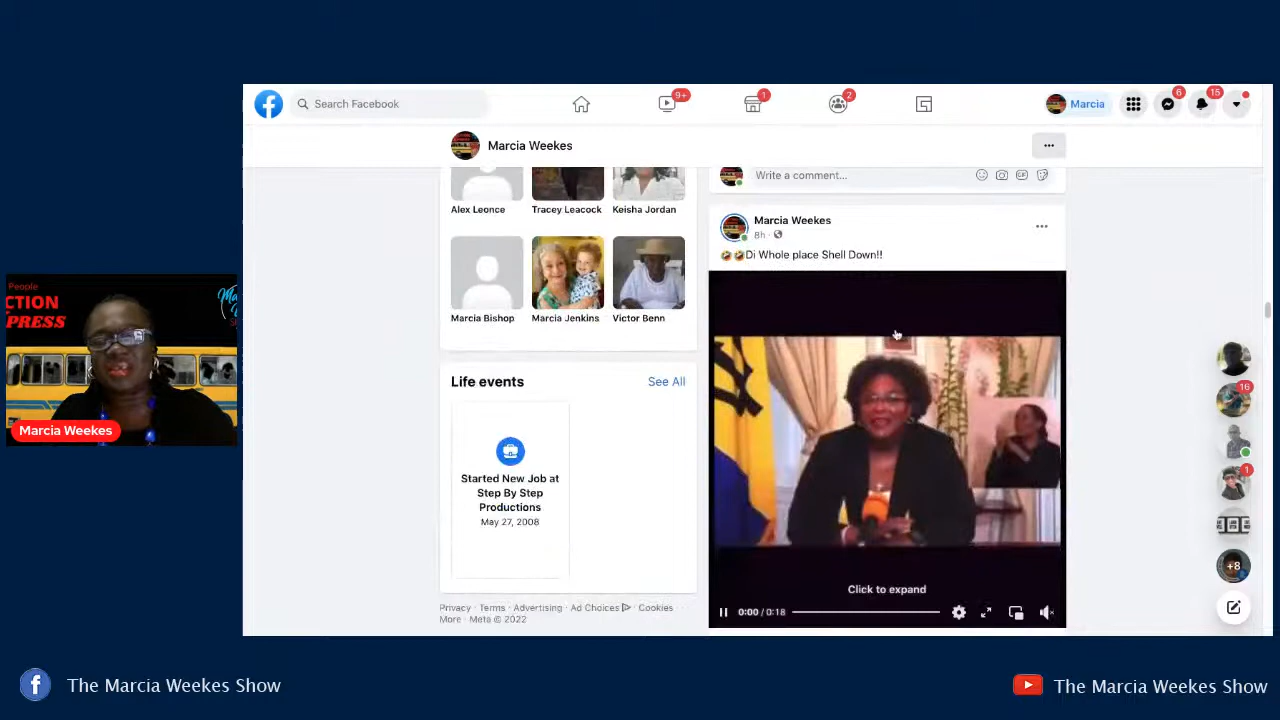 Search Facebook
9+
1
2
Marcia
6
15
Marcia Weekes
Alex Leonce
Tracey Leacock
Keisha Jordan
Marcia Bishop
Marcia Jenkins
Victor Benn
Life events
See All
Started New Job at
Step By Step
Productions
May 27, 2008
Privacy · Terms · Advertising · Ad Choices · Cookies ·
More · Meta © 2022
Write a comment...
GIF
Marcia Weekes
8h ·
🤣🤣Di Whole place Shell Down!!
Click to expand
0:00 / 0:18
16
1
+8
People
CTION
PRESS
Marcia Weekes
The Marcia Weekes Show
The Marcia Weekes Show